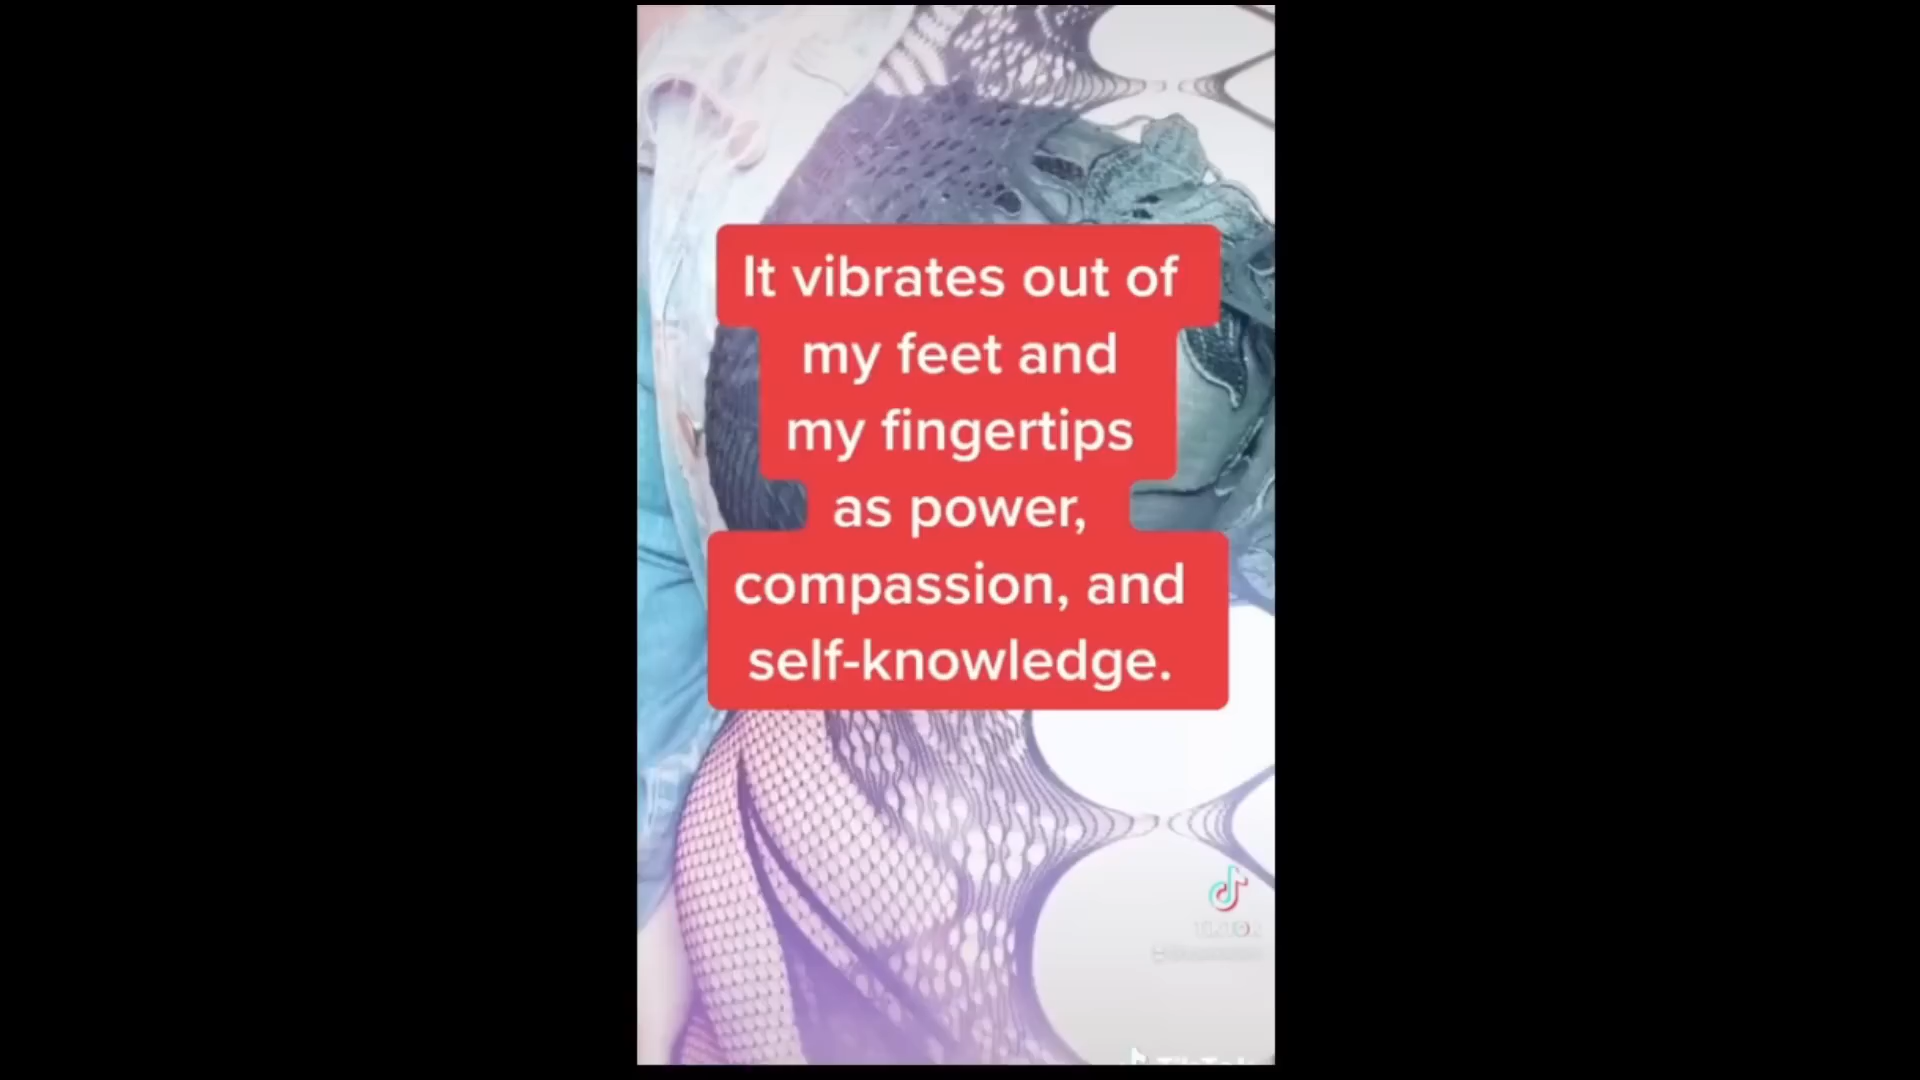 It vibrates out of
my feet and
my fingertips
as power,
compassion, and
self-knowledge.